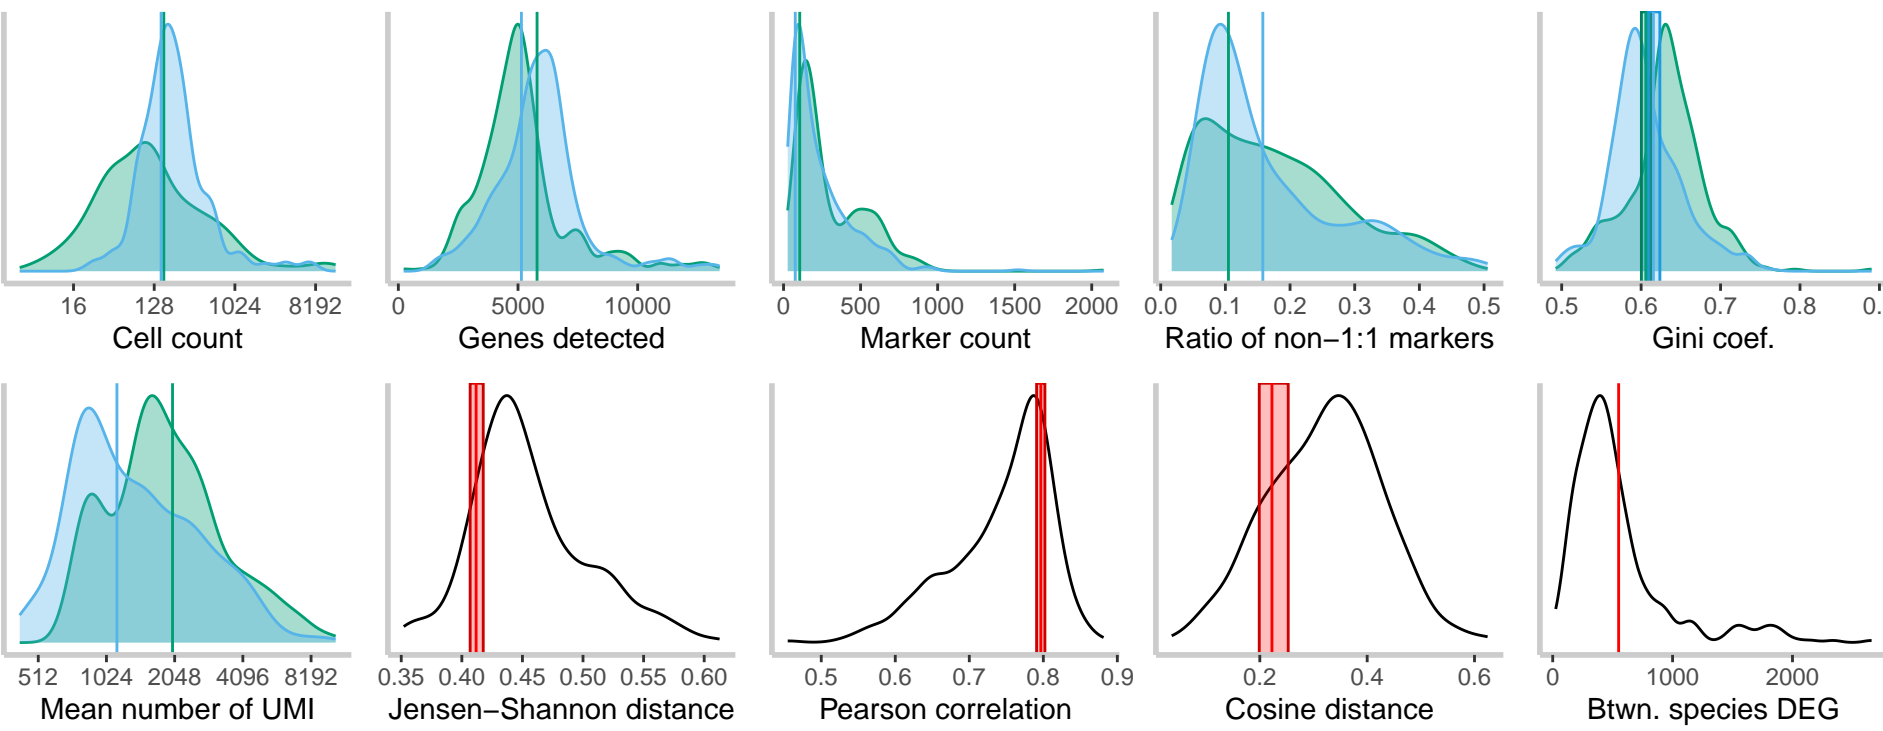 16 128 1024 8192
Cell count
0 5000 10000
Genes detected
0 500 1000 1500 2000
Marker count
0.0 0.1 0.2 0.3 0.4 0.5
Ratio of non−1:1 markers
0.5 0.6 0.7 0.8 0.
Gini coef.
512 1024 2048 4096 8192
Mean number of UMI
0.35 0.40 0.45 0.50 0.55 0.60
Jensen−Shannon distance
0.5 0.6 0.7 0.8 0.9
Pearson correlation
0.2 0.4 0.6
Cosine distance
0 1000 2000
Btwn. species DEG